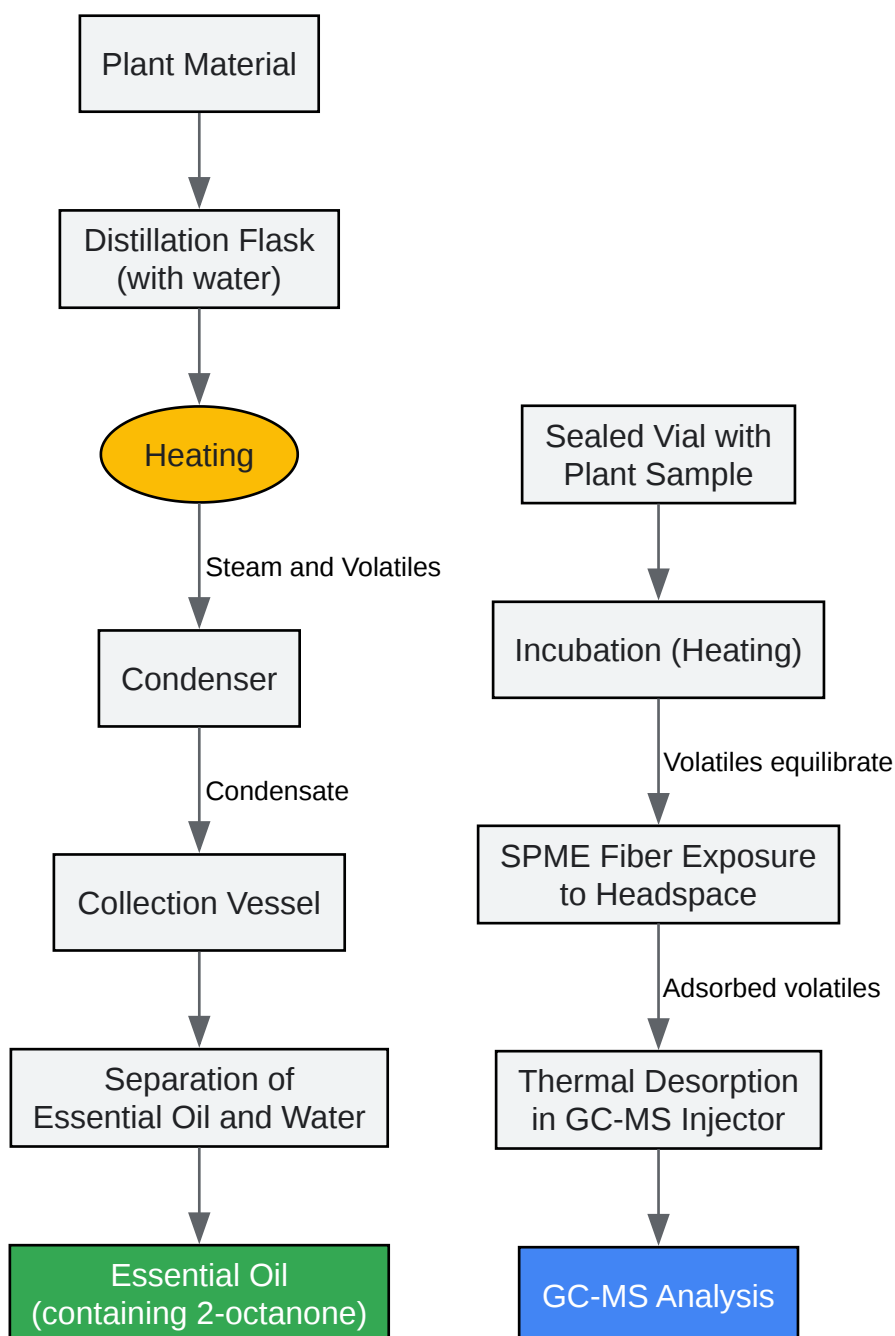 Plant Material
Distillation Flask
(with water)
Heating
Steam and Volatiles
Condenser
Condensate
Collection Vessel
Separation of
Essential Oil and Water
Essential Oil
(containing 2-octanone)
Sealed Vial with
Plant Sample
Incubation (Heating)
Volatiles equilibrate
SPME Fiber Exposure
to Headspace
Adsorbed volatiles
Thermal Desorption
in GC-MS Injector
GC-MS Analysis